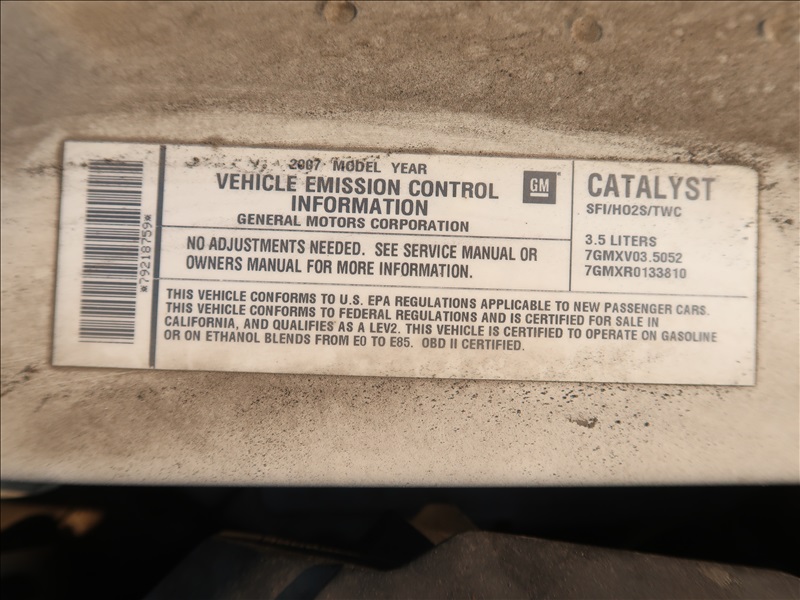 *79218759*
2007 MODEL YEAR
VEHICLE EMISSION CONTROL
INFORMATION
GENERAL MOTORS CORPORATION
GM
NO ADJUSTMENTS NEEDED. SEE SERVICE MANUAL OR
OWNERS MANUAL FOR MORE INFORMATION.
CATALYST
SFI/HO2S/TWC
3.5 LITERS
7GMXV03.5052
7GMXR0133810
THIS VEHICLE CONFORMS TO U.S. EPA REGULATIONS APPLICABLE TO NEW PASSENGER CARS.
THIS VEHICLE CONFORMS TO FEDERAL REGULATIONS AND IS CERTIFIED FOR SALE IN
CALIFORNIA, AND QUALIFIES AS A LEV2. THIS VEHICLE IS CERTIFIED TO OPERATE ON GASOLINE
OR ON ETHANOL BLENDS FROM E0 TO E85. OBD II CERTIFIED.